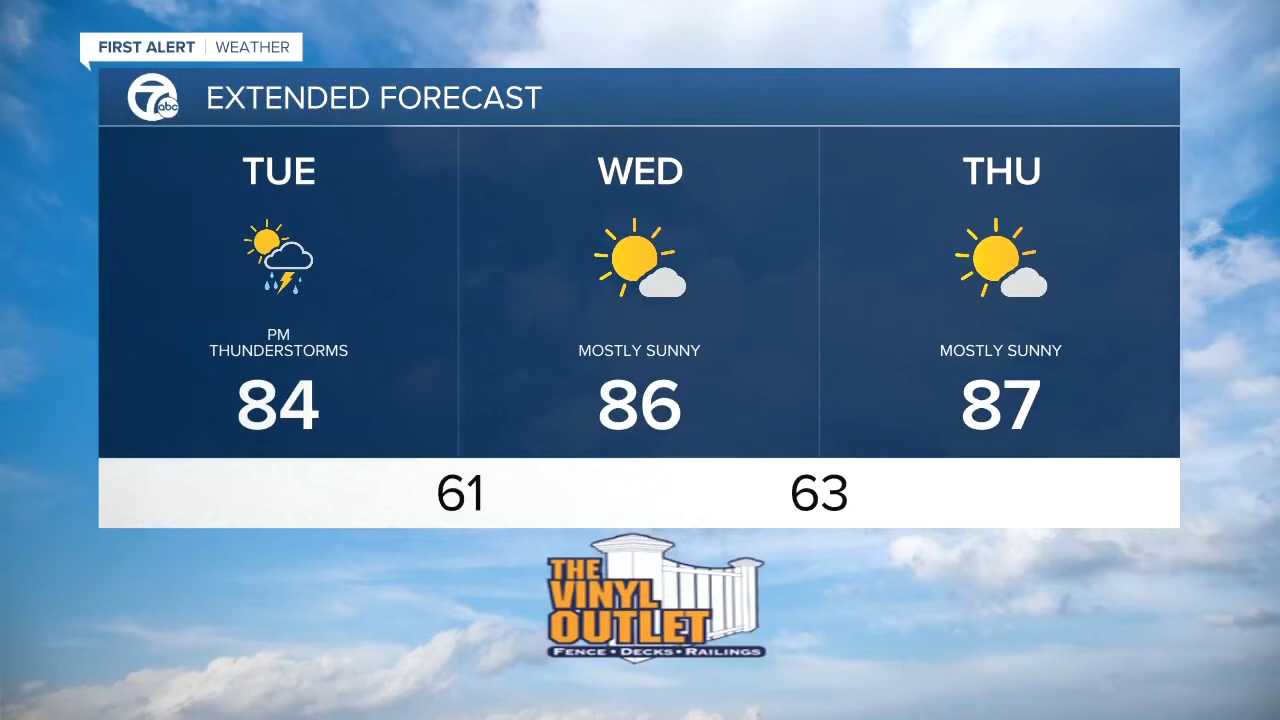 FIRST ALERT | WEATHER
7 abc
EXTENDED FORECAST
TUE
PM
THUNDERSTORMS
84
WED
MOSTLY SUNNY
86
THU
MOSTLY SUNNY
87
61
63
THE
VINYL
OUTLET
FENCE • DECKS • RAILINGS